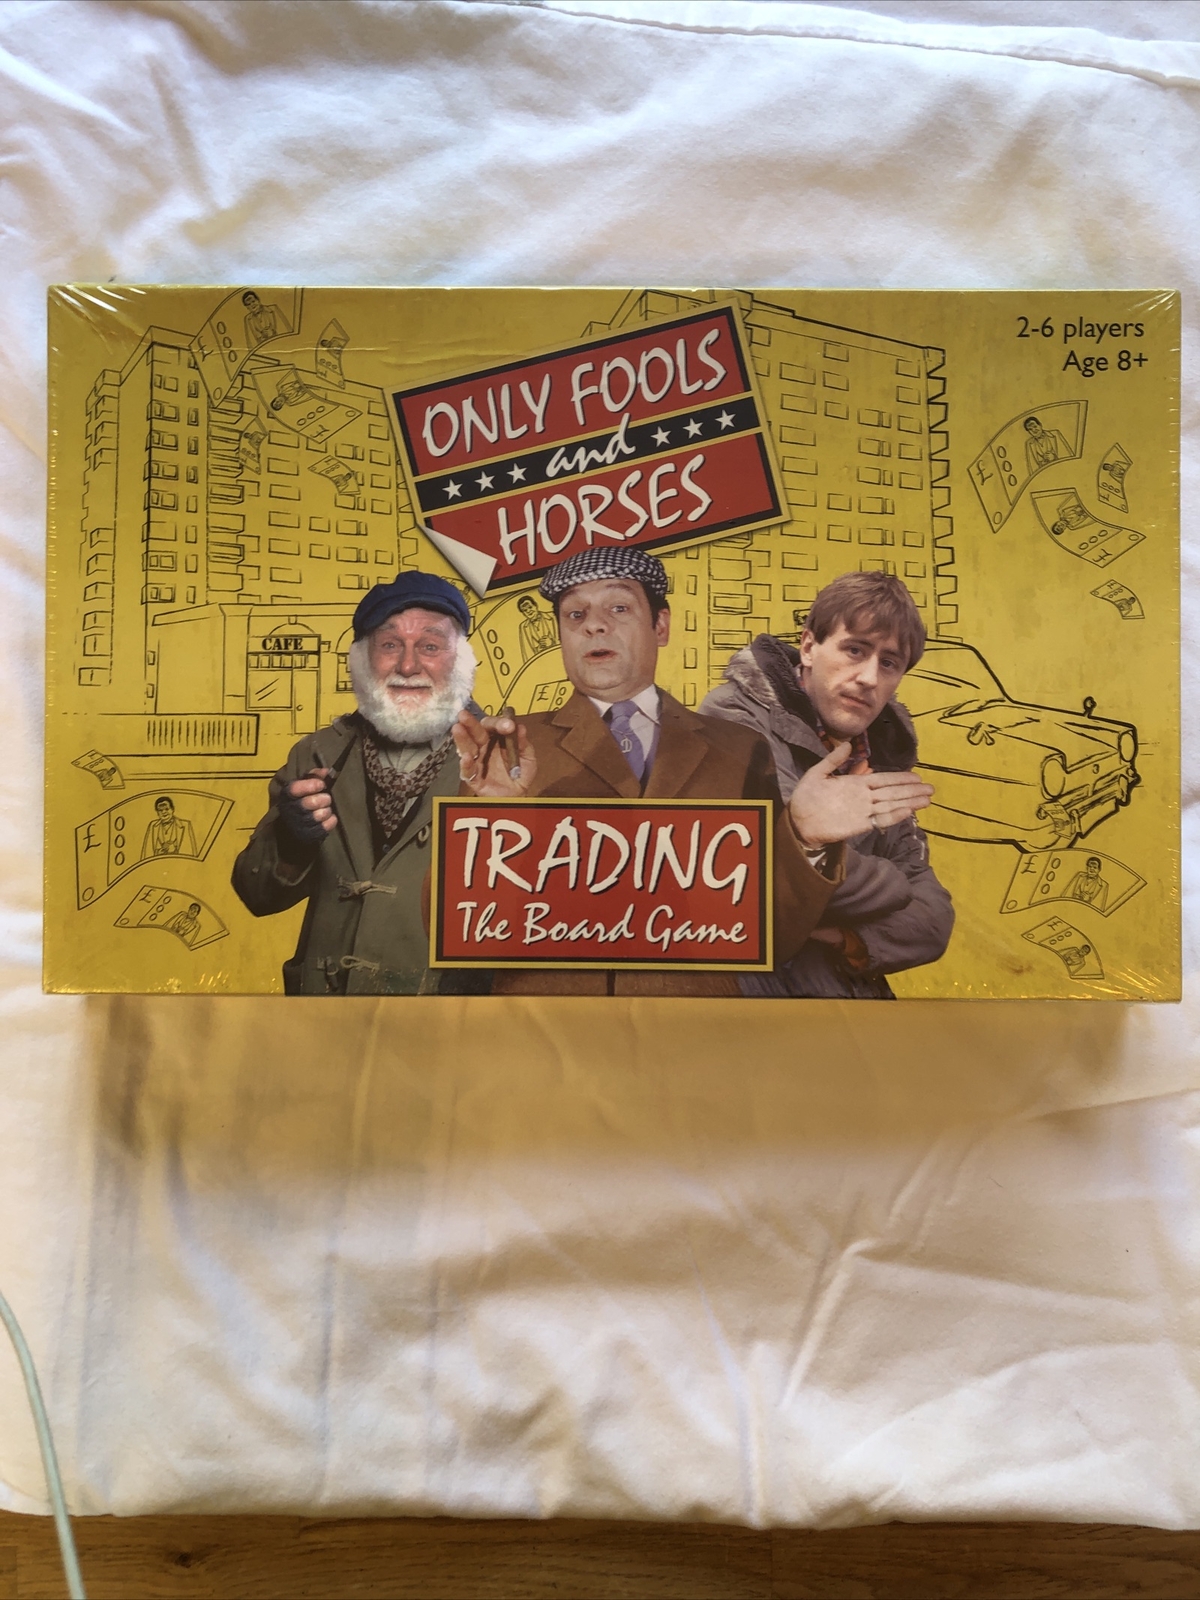 2-6 players
Age 8+
ONLY FOOLS
and
HORSES
CAFE
£
£
£
£
£
£
D
TRADING
The Board Game